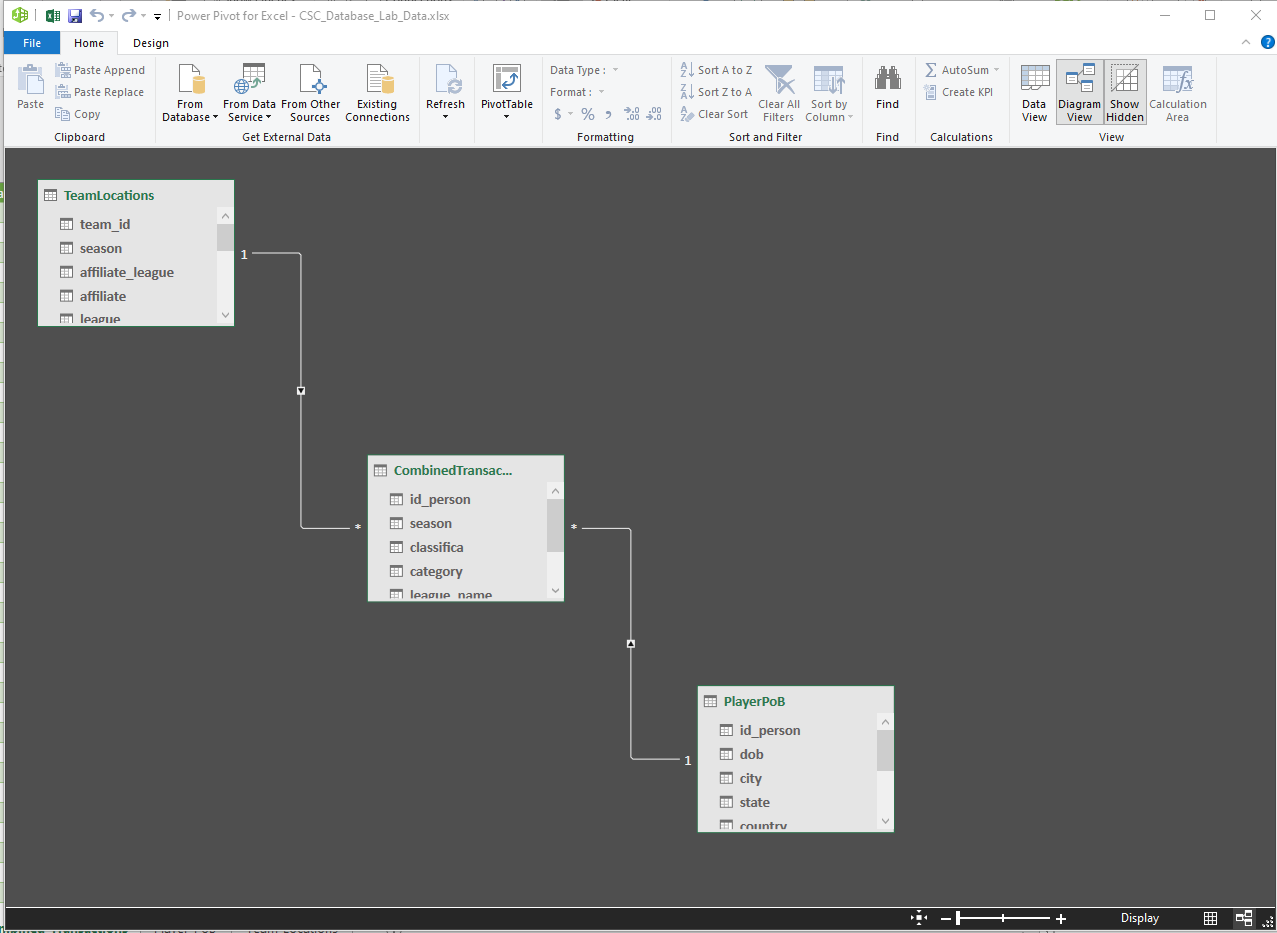 Power Pivot for Excel - CSC_Database_Lab_Data.xlsx
File Home Design
Paste
Paste Append
Paste Replace
Copy
Clipboard
From Database
From Data Service
From Other Sources
Existing Connections
Get External Data
Refresh
PivotTable
Data Type :
Format :
$ % ,
.00
.00
Formatting
Sort A to Z
Sort Z to A
Clear Sort
Clear All Filters
Sort by Column
Sort and Filter
Find
Find
AutoSum
Create KPI
Calculations
Data View
Diagram View
Show Hidden
Calculation Area
View
TeamLocations
team_id
season
affiliate_league
affiliate
league
1
*
CombinedTransac...
id_person
season
classifica
category
league_name
*
1
PlayerPoB
id_person
dob
city
state
country
Display